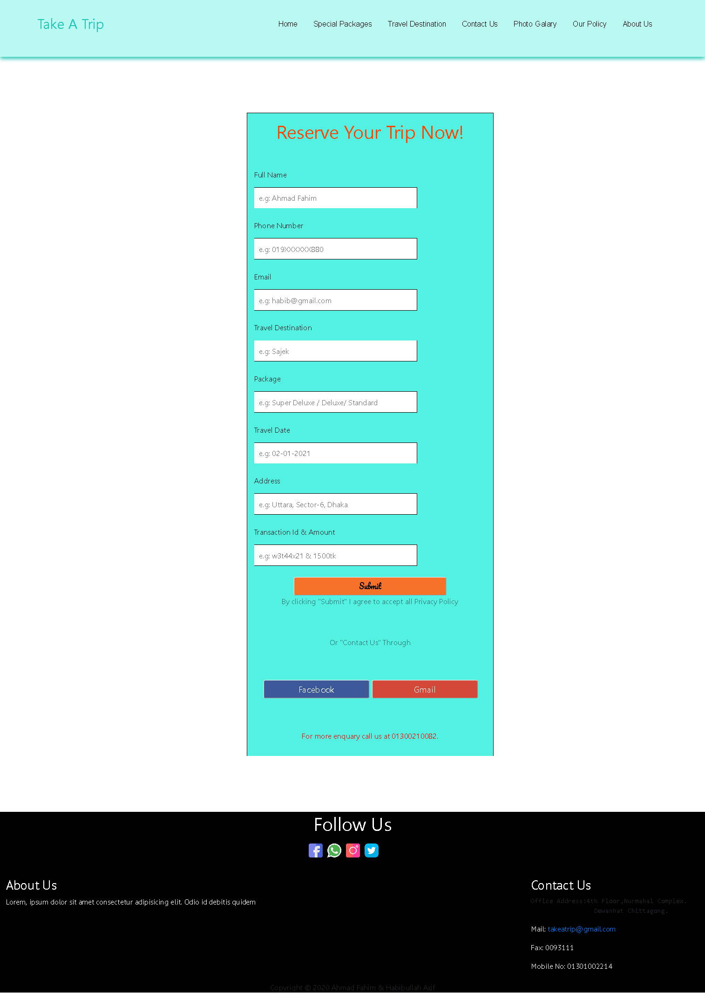 Take A Trip
Home Special Packages Travel Destination Contact Us Photo Galary Our Policy About Us
Reserve Your Trip Now!
Full Name
e.g: Ahmad Fahim
Phone Number
e.g: 019XXXXXX880
Email
e.g: habib@gmail.com
Travel Destination
e.g: Sajek
Package
e.g: Super Deluxe / Deluxe/ Standard
Travel Date
e.g: 02-01-2021
Address
e.g: Uttara, Sector-6, Dhaka
Transaction Id & Amount
e.g: w3t44x21 & 1500tk
Submit
By clicking "Submit" I agree to accept all Privacy Policy
Or "Contact Us" Through
Facebook Gmail
For more enquary call us at 01300210082.
Follow Us
About Us
Lorem, ipsum dolor sit amet consectetur adipisicing elit. Odio id debitis quidem
Contact Us
Office Address:4th Floor,Nurmahal Complex.
Dewanhat Chittagong.
Mail: takeatrip@gmail.com
Fax: 0093111
Mobile No: 01301002214
Copyright © 2020 Ahmad Fahim & Habibullah Asif